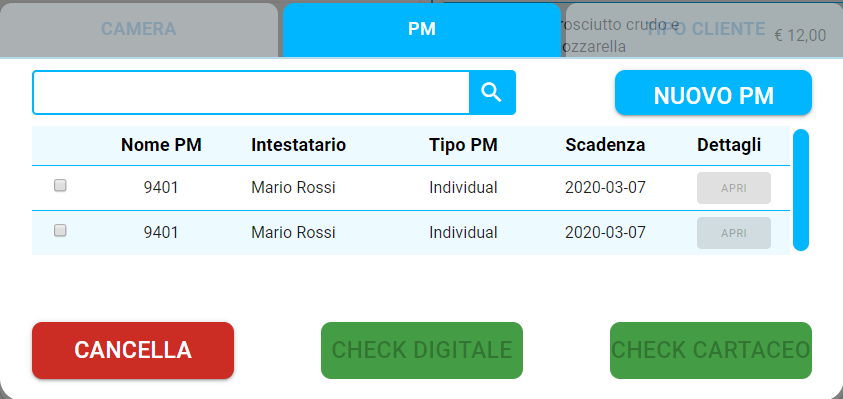 CAMERA
PM
TIPO CLIENTE
rosciutto crudo e
ozzarella
€ 12,00
NUOVO PM
Nome PM Intestatario Tipo PM Scadenza Dettagli
9401 Mario Rossi Individual 2020-03-07 APRI
9401 Mario Rossi Individual 2020-03-07 APRI
CANCELLA CHECK DIGITALE CHECK CARTACEO